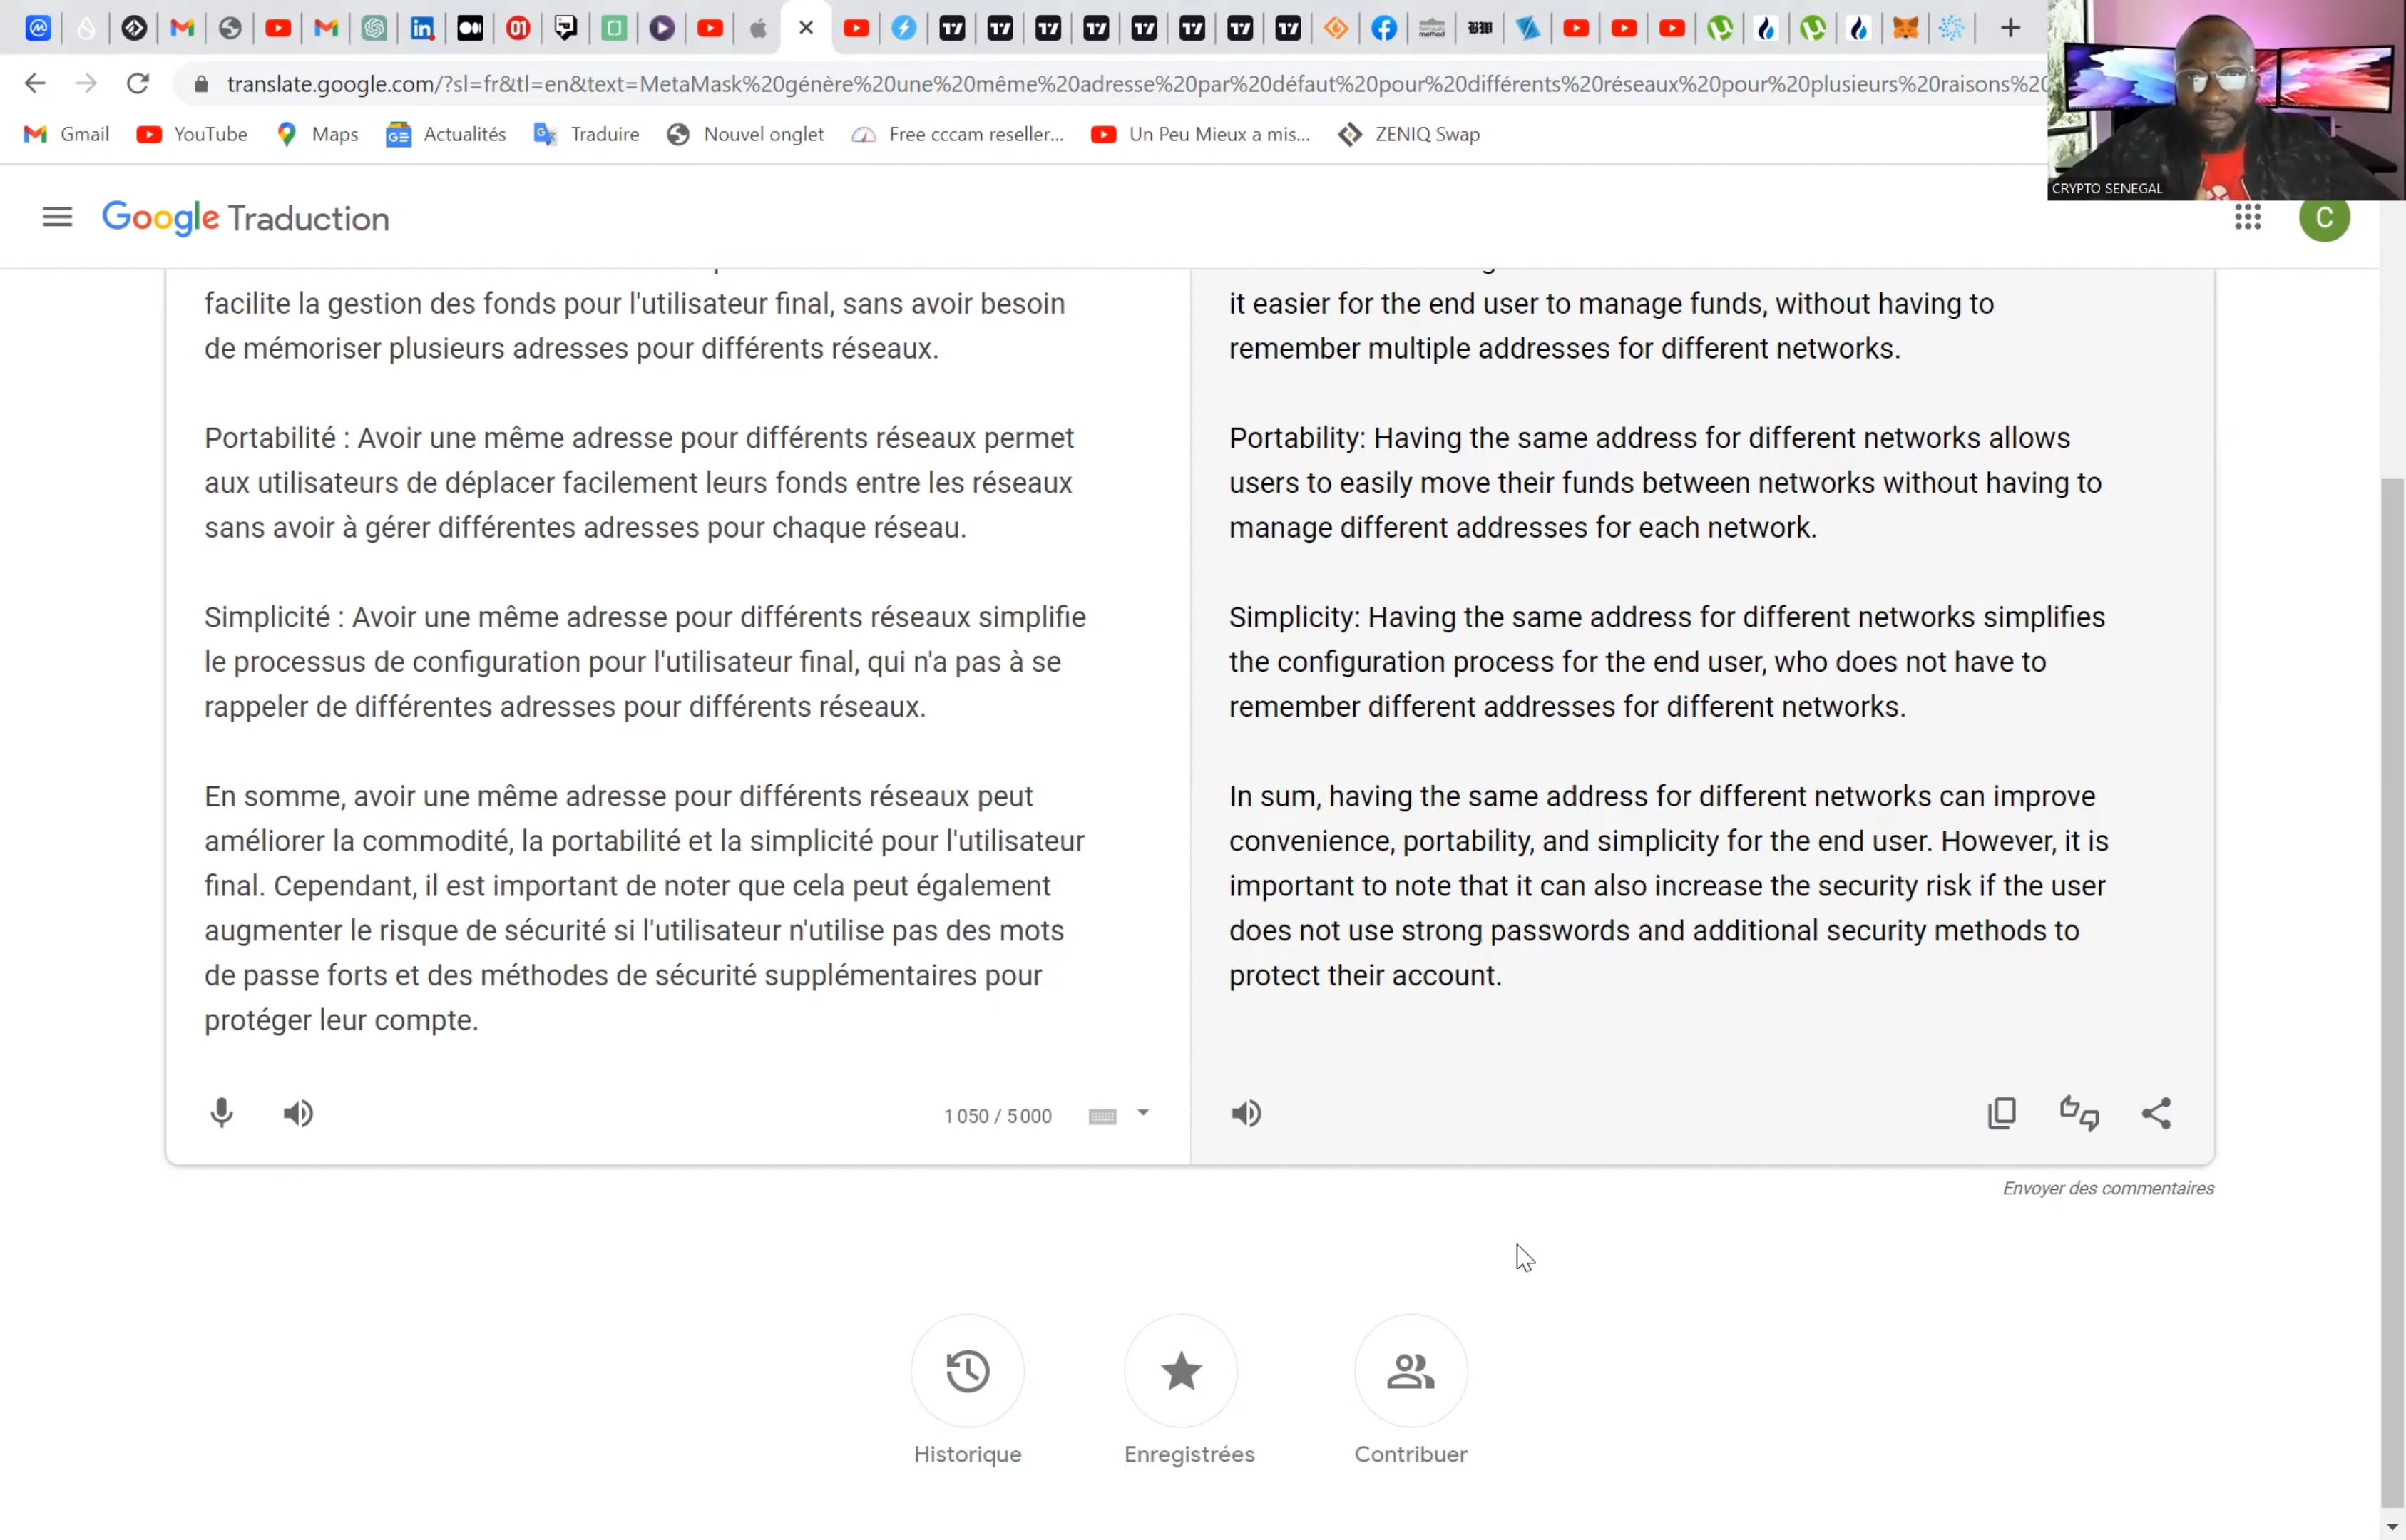 translate.google.com/?sl=fr&tl=en&text=MetaMask%20génère%20une%20même%20adresse%20par%20défaut%20pour%20différents%20réseaux%20pour%20plusieurs%20raisons%20
Gmail YouTube Maps Actualités Traduire Nouvel onglet Free cccam reseller... Un Peu Mieux a mis... ZENIQ Swap
CRYPTO SENEGAL
Google Traduction
C
facilite la gestion des fonds pour l'utilisateur final, sans avoir besoin
de mémoriser plusieurs adresses pour différents réseaux.
Portabilité : Avoir une même adresse pour différents réseaux permet
aux utilisateurs de déplacer facilement leurs fonds entre les réseaux
sans avoir à gérer différentes adresses pour chaque réseau.
Simplicité : Avoir une même adresse pour différents réseaux simplifie
le processus de configuration pour l'utilisateur final, qui n'a pas à se
rappeler de différentes adresses pour différents réseaux.
En somme, avoir une même adresse pour différents réseaux peut
améliorer la commodité, la portabilité et la simplicité pour l'utilisateur
final. Cependant, il est important de noter que cela peut également
augmenter le risque de sécurité si l'utilisateur n'utilise pas des mots
de passe forts et des méthodes de sécurité supplémentaires pour
protéger leur compte.
1 050 / 5 000
it easier for the end user to manage funds, without having to
remember multiple addresses for different networks.
Portability: Having the same address for different networks allows
users to easily move their funds between networks without having to
manage different addresses for each network.
Simplicity: Having the same address for different networks simplifies
the configuration process for the end user, who does not have to
remember different addresses for different networks.
In sum, having the same address for different networks can improve
convenience, portability, and simplicity for the end user. However, it is
important to note that it can also increase the security risk if the user
does not use strong passwords and additional security methods to
protect their account.
Envoyer des commentaires
Historique Enregistrées Contribuer